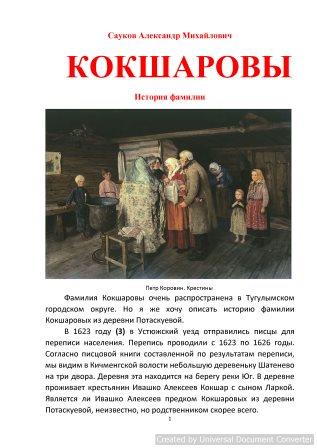 Сауков Александр Михайлович
КОКШАРОВЫ
История фамилии
Петр Коровин. Крестины
Фамилия Кокшаровы очень распространена в Тугулымском
городском округе. Но я же хочу описать историю фамилии
Кокшаровых из деревни Потаскуевой.
В 1623 году (3) в Устюжский уезд отправились писцы для
переписи населения. Перепись проводили с 1623 по 1626 годы.
Согласно писцовой книги составленной по результатам переписи,
мы видим в Кичменгской волости небольшую деревеньку Шатенево
на три двора. Деревня эта находится на берегу реки Юг. В деревне
проживает крестьянин Ивашко Алексеев Кокшар с сыном Ларкой.
Является ли Ивашко Алексеев предком Кокшаровых из деревни
Потаскуевой, неизвестно, но родственником скорее всего.
1
Created by Universal Document Converter